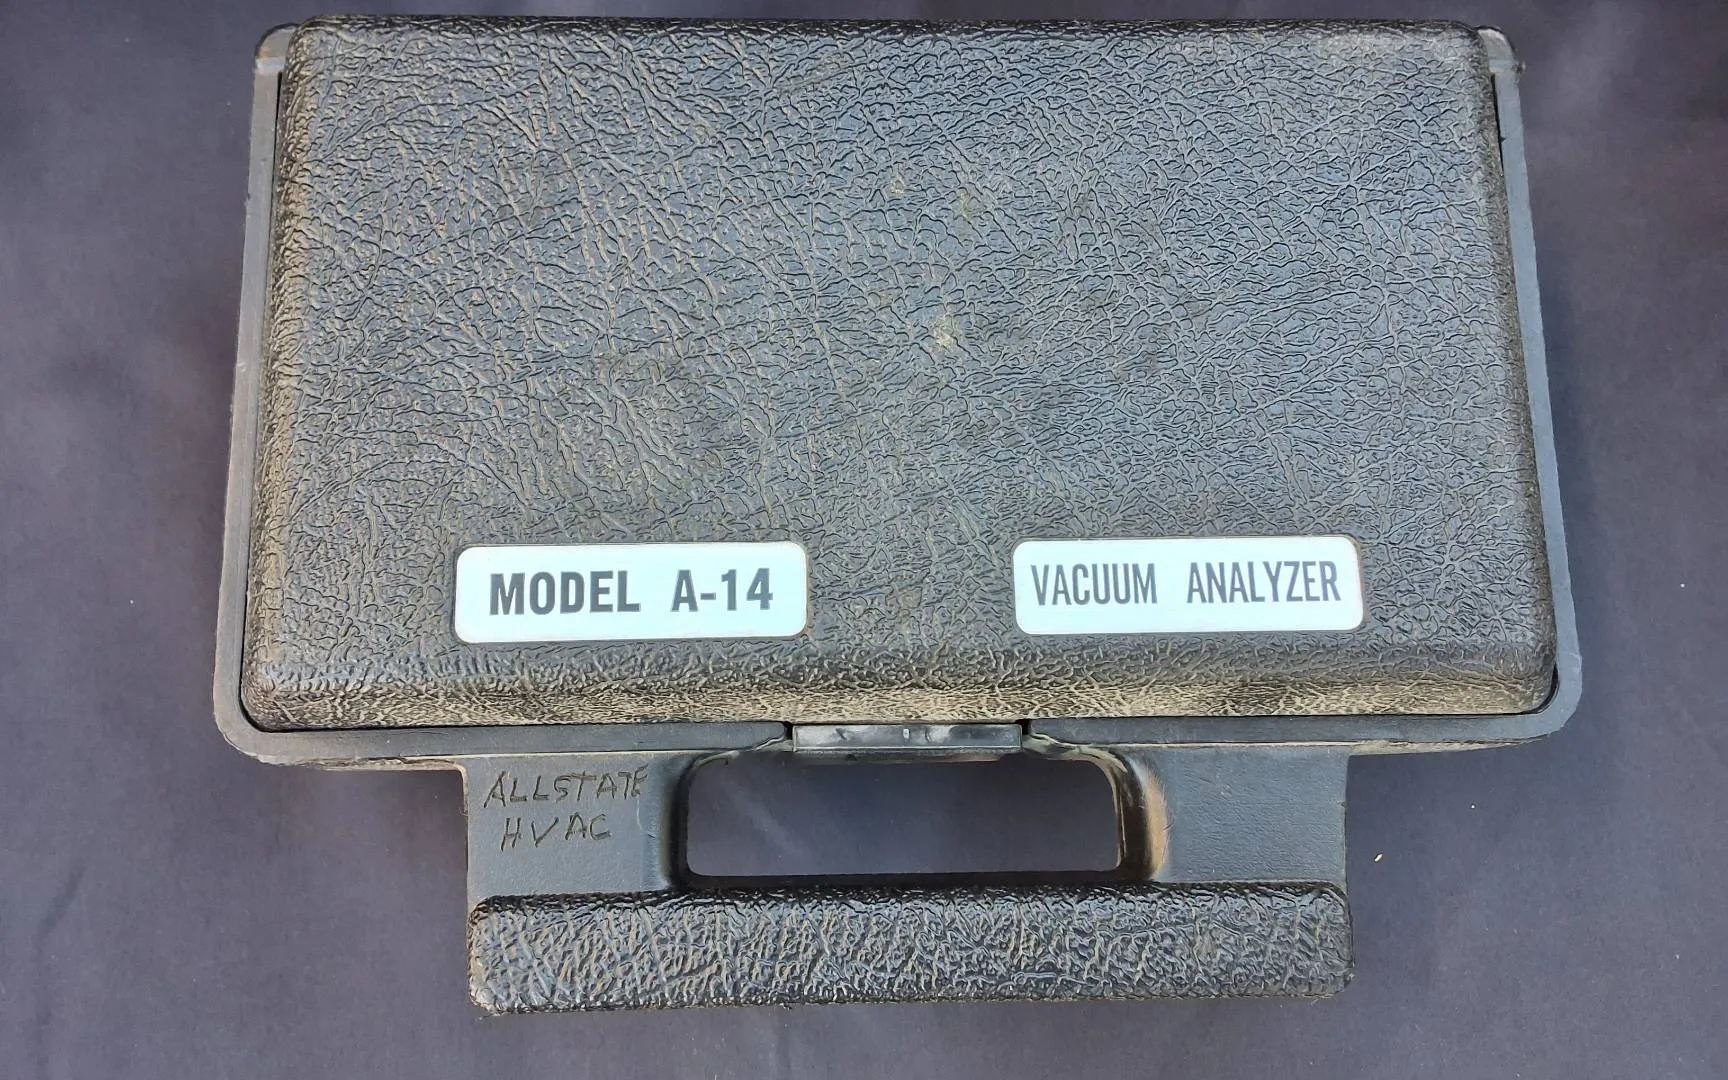 MODEL A-14
VACUUM ANALYZER
ALLSTATE
HVAC